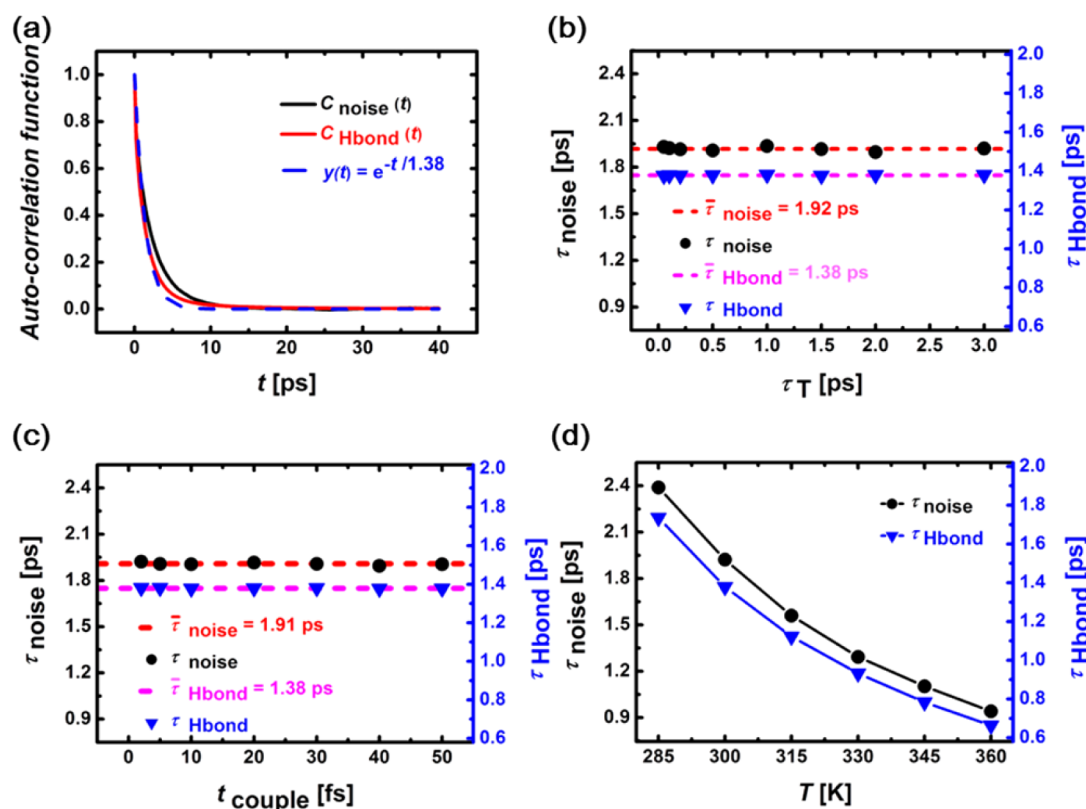 (a)
Auto-correlation function
1.0
0.8
0.6
0.4
0.2
0.0
C noise (t)
C Hbond (t)
y(t) = e-t /1.38
0 10 20 30 40
t [ps]
(b)
τ noise [ps]
2.4
2.1
1.8
1.5
1.2
0.9
τ̄ noise = 1.92 ps
τ noise
τ̄ Hbond = 1.38 ps
τ Hbond
2.0
1.8
1.6
1.4
1.2
1.0
0.8
0.6
τ Hbond [ps]
0.0 0.5 1.0 1.5 2.0 2.5 3.0
τ T [ps]
(c)
τ noise [ps]
2.4
2.1
1.8
1.5
1.2
0.9
τ̄ noise = 1.91 ps
τ noise
τ̄ Hbond = 1.38 ps
τ Hbond
2.0
1.8
1.6
1.4
1.2
1.0
0.8
0.6
τ Hbond [ps]
0 10 20 30 40 50
t couple [fs]
(d)
τ noise [ps]
2.4
2.1
1.8
1.5
1.2
0.9
τ noise
τ Hbond
2.0
1.8
1.6
1.4
1.2
1.0
0.8
0.6
τ Hbond [ps]
285 300 315 330 345 360
T [K]